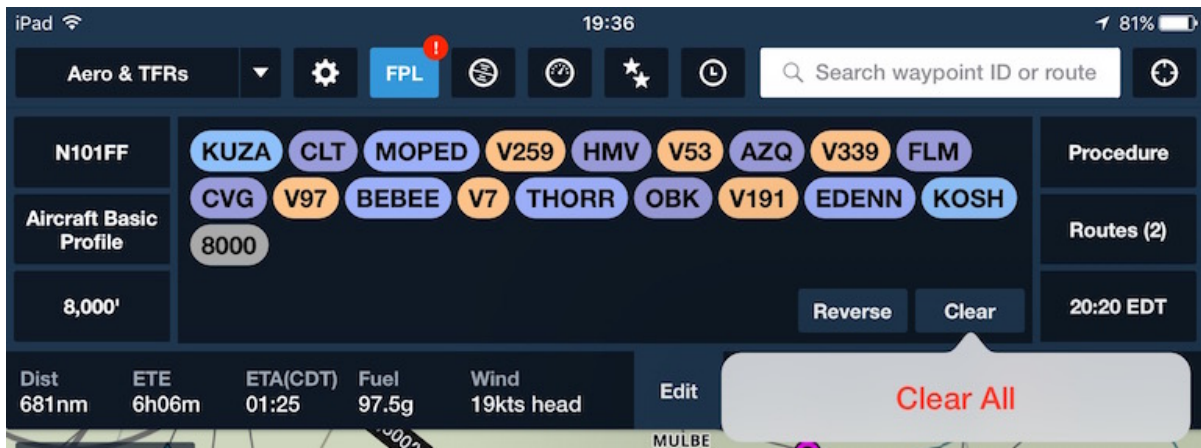 iPad 19:36 81%
Aero & TFRs FPL ! Search waypoint ID or route
N101FF KUZA CLT MOPED V259 HMV V53 AZQ V339 FLM Procedure
CVG V97 BEBEE V7 THORR OBK V191 EDENN KOSH
Aircraft Basic
Profile
8000
Routes (2)
8,000'
Reverse Clear
20:20 EDT
Dist ETE ETA(CDT) Fuel Wind
681nm 6h06m 01:25 97.5g 19kts head
Edit
Clear All
MULBE